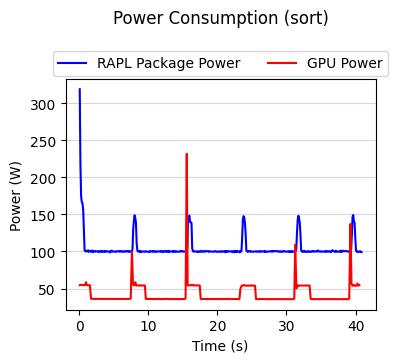 Power Consumption (sort)
RAPL Package Power GPU Power
300
250
200
150
100
50
Power (W)
0 10 20 30 40
Time (s)